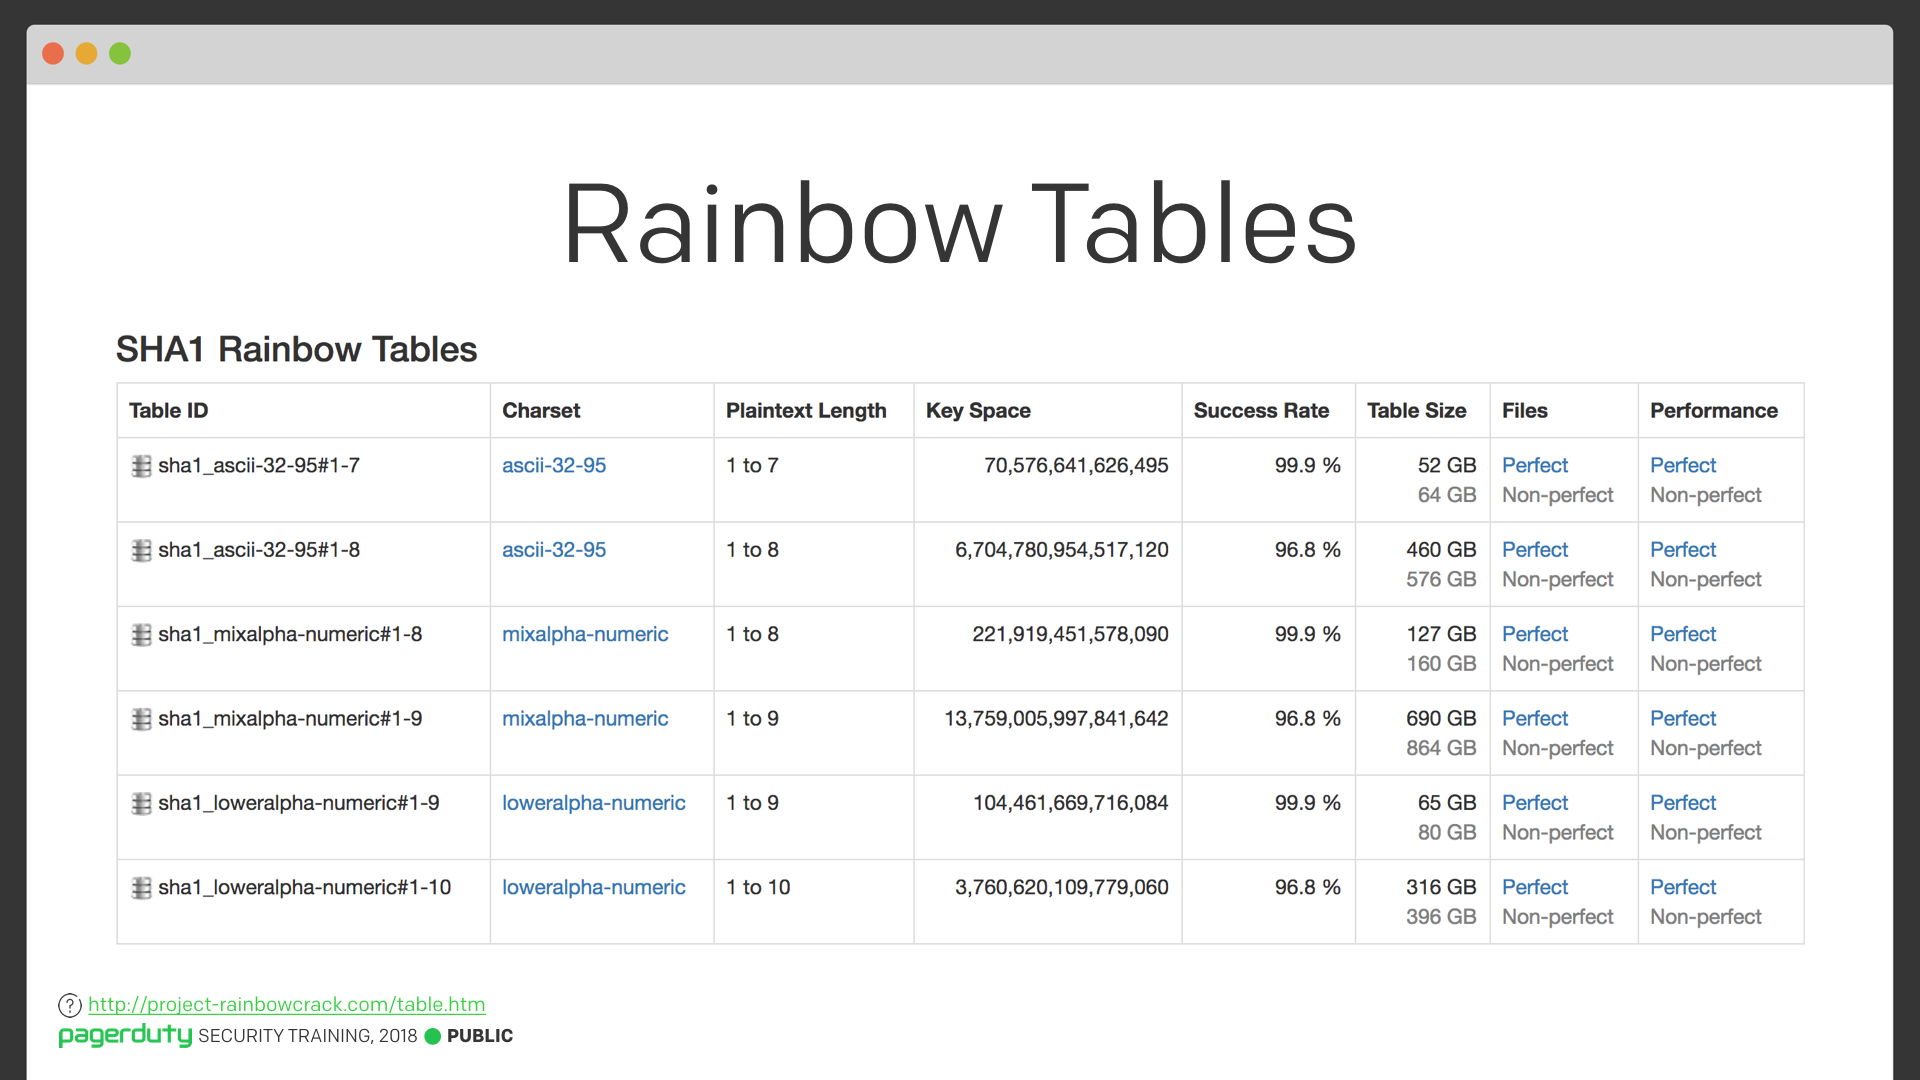 Rainbow Tables
SHA1 Rainbow Tables
Table ID Charset Plaintext Length Key Space Success Rate Table Size Files Performance
sha1_ascii-32-95#1-7 ascii-32-95 1 to 7 70,576,641,626,495 99.9 % 52 GB Perfect Perfect
64 GB Non-perfect Non-perfect
sha1_ascii-32-95#1-8 ascii-32-95 1 to 8 6,704,780,954,517,120 96.8 % 460 GB Perfect Perfect
576 GB Non-perfect Non-perfect
sha1_mixalpha-numeric#1-8 mixalpha-numeric 1 to 8 221,919,451,578,090 99.9 % 127 GB Perfect Perfect
160 GB Non-perfect Non-perfect
sha1_mixalpha-numeric#1-9 mixalpha-numeric 1 to 9 13,759,005,997,841,642 96.8 % 690 GB Perfect Perfect
864 GB Non-perfect Non-perfect
sha1_loweralpha-numeric#1-9 loweralpha-numeric 1 to 9 104,461,669,716,084 99.9 % 65 GB Perfect Perfect
80 GB Non-perfect Non-perfect
sha1_loweralpha-numeric#1-10 loweralpha-numeric 1 to 10 3,760,620,109,779,060 96.8 % 316 GB Perfect Perfect
396 GB Non-perfect Non-perfect
? http://project-rainbowcrack.com/table.htm
pagerduty SECURITY TRAINING, 2018 PUBLIC